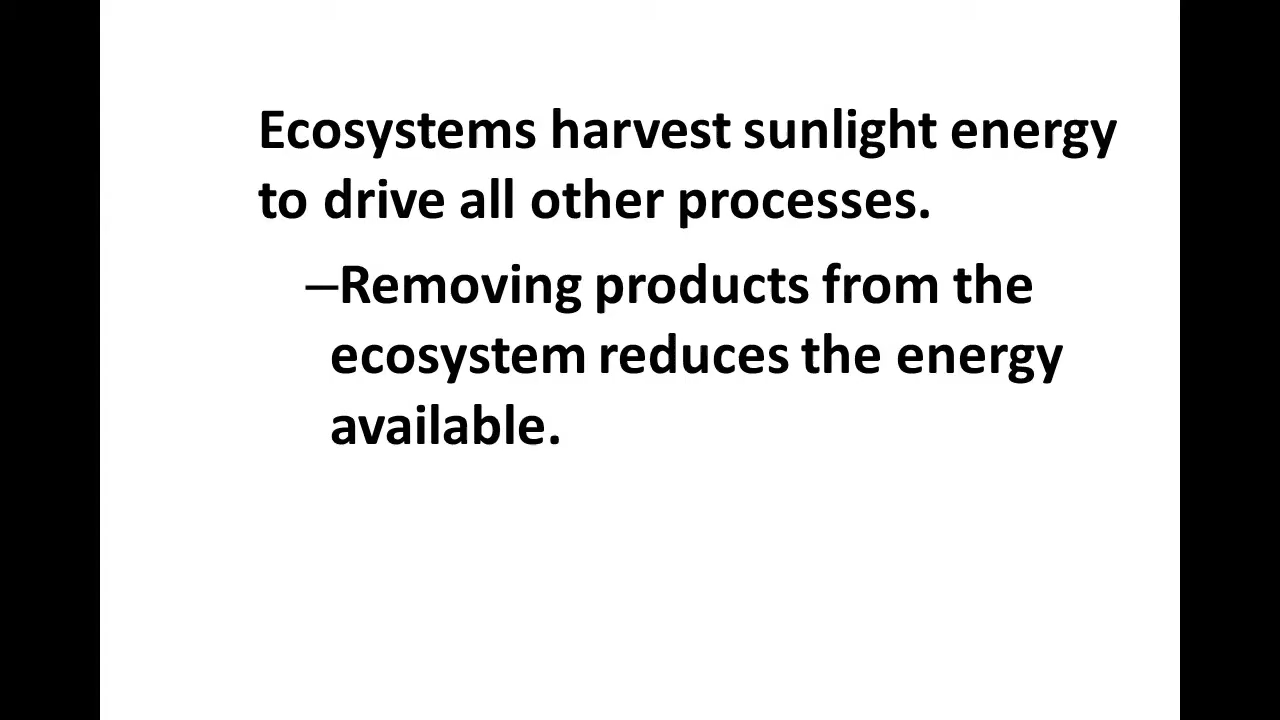 Ecosystems harvest sunlight energy
to drive all other processes.
–Removing products from the
ecosystem reduces the energy
available.